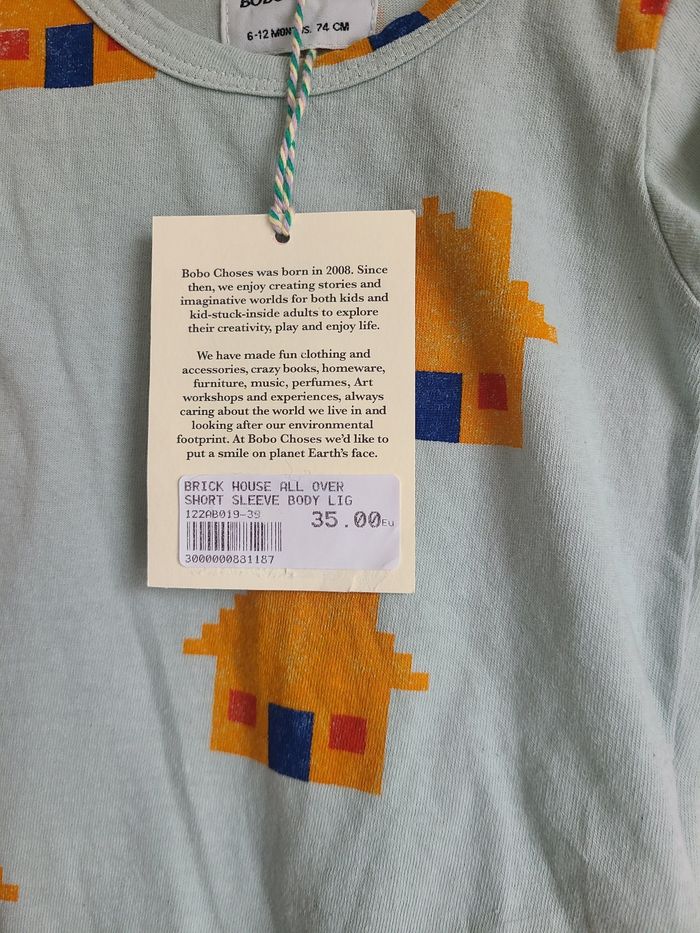 BOBO
6-12 MONTHS. 74 CM
Bobo Choses was born in 2008. Since
then, we enjoy creating stories and
imaginative worlds for both kids and
kid-stuck-inside adults to explore
their creativity, play and enjoy life.
We have made fun clothing and
accessories, crazy books, homeware,
furniture, music, perfumes, Art
workshops and experiences, always
caring about the world we live in and
looking after our environmental
footprint. At Bobo Choses we'd like to
put a smile on planet Earth's face.
BRICK HOUSE ALL OVER
SHORT SLEEVE BODY LIG
122AB019-38
35.00Eu
3000000831187